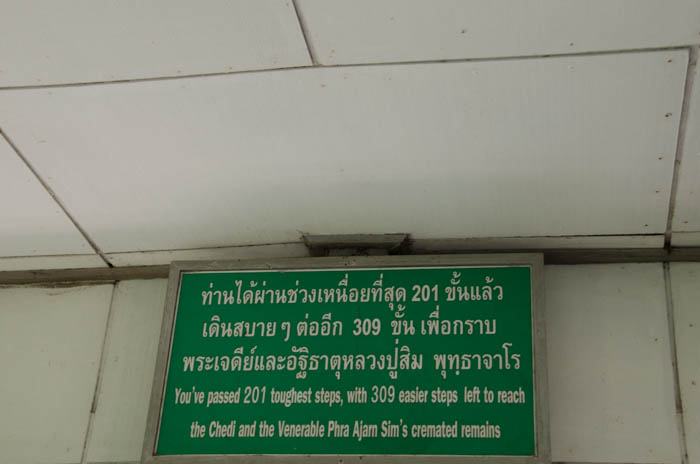 ท่านได้ผ่านช่วงเหนื่อยที่สุด 201 ขั้นแล้ว
เดินสบาย ๆ ต่ออีก 309 ขั้น เพื่อกราบ
พระเจดีย์และอัฐิธาตุหลวงปู่สิม พุทฺธาจาโร
You've passed 201 toughest steps, with 309 easier steps left to reach
the Chedi and the Venerable Phra Ajarn Sim's cremated remains